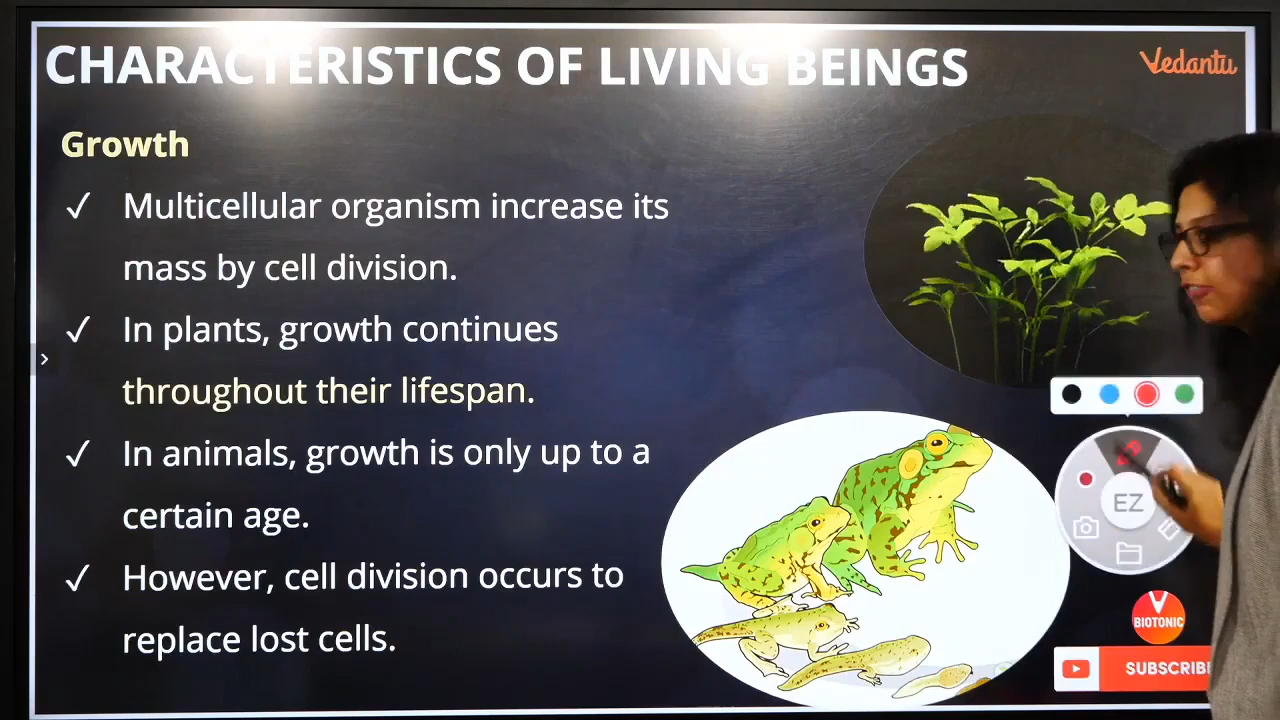 CHARACTERISTICS OF LIVING BEINGS
Vedantu
Growth
✓ Multicellular organism increase its
mass by cell division.
✓ In plants, growth continues
throughout their lifespan.
✓ In animals, growth is only up to a
certain age.
✓ However, cell division occurs to
replace lost cells.
EZ
V
BIOTONIC
SUBSCRIBE